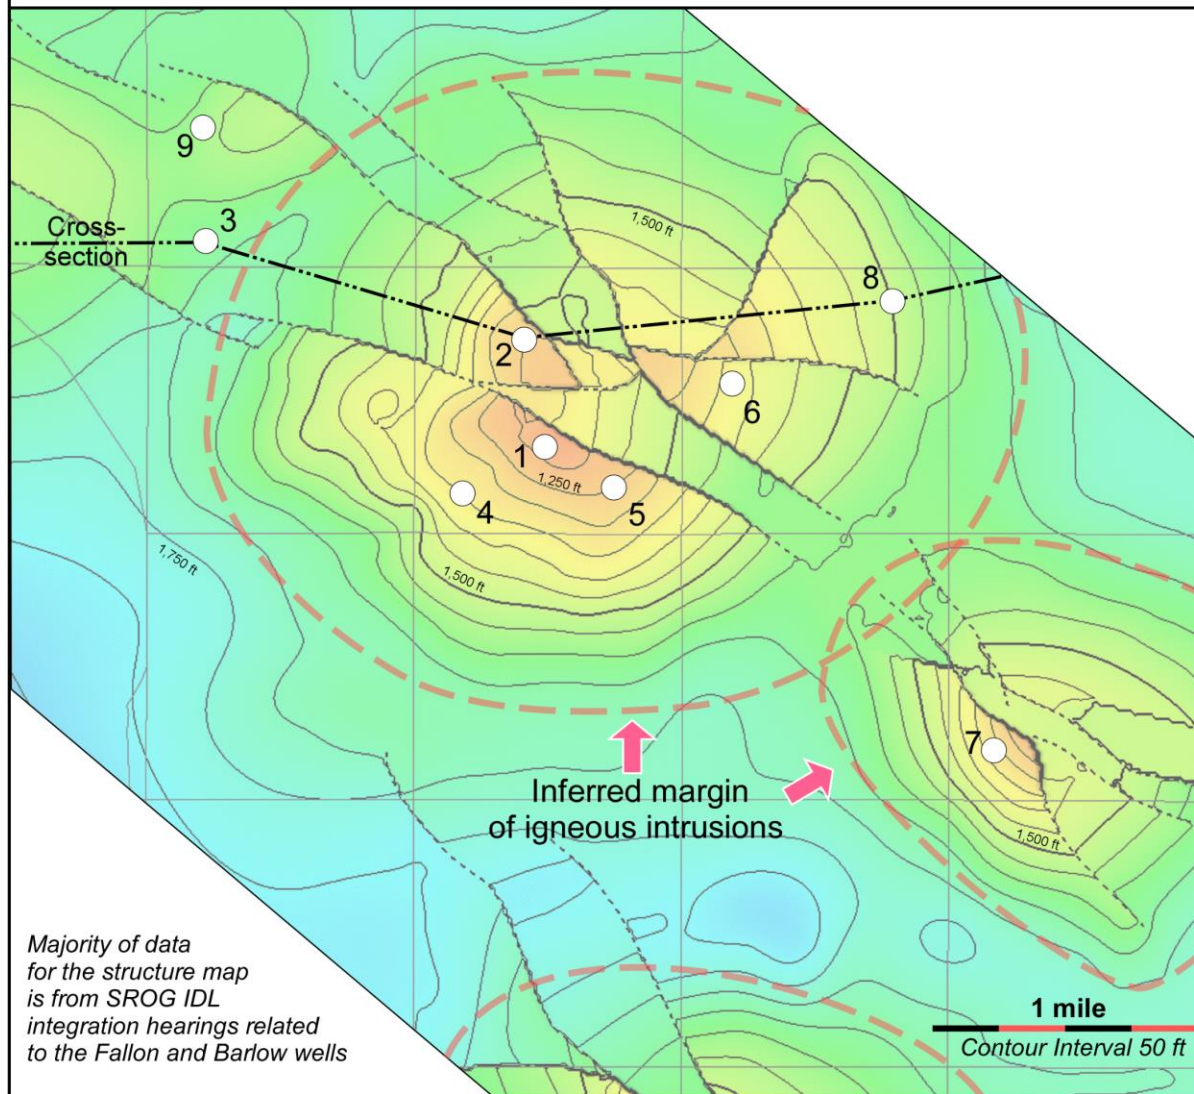 9
1,500 ft
3
Cross-
section
8
2
6
1
1,250 ft
4
5
1,750 ft
1,500 ft
7
Inferred margin
of igneous intrusions
1,500 ft
Majority of data
for the structure map
is from SROG IDL
integration hearings related
to the Fallon and Barlow wells
1 mile
Contour Interval 50 ft